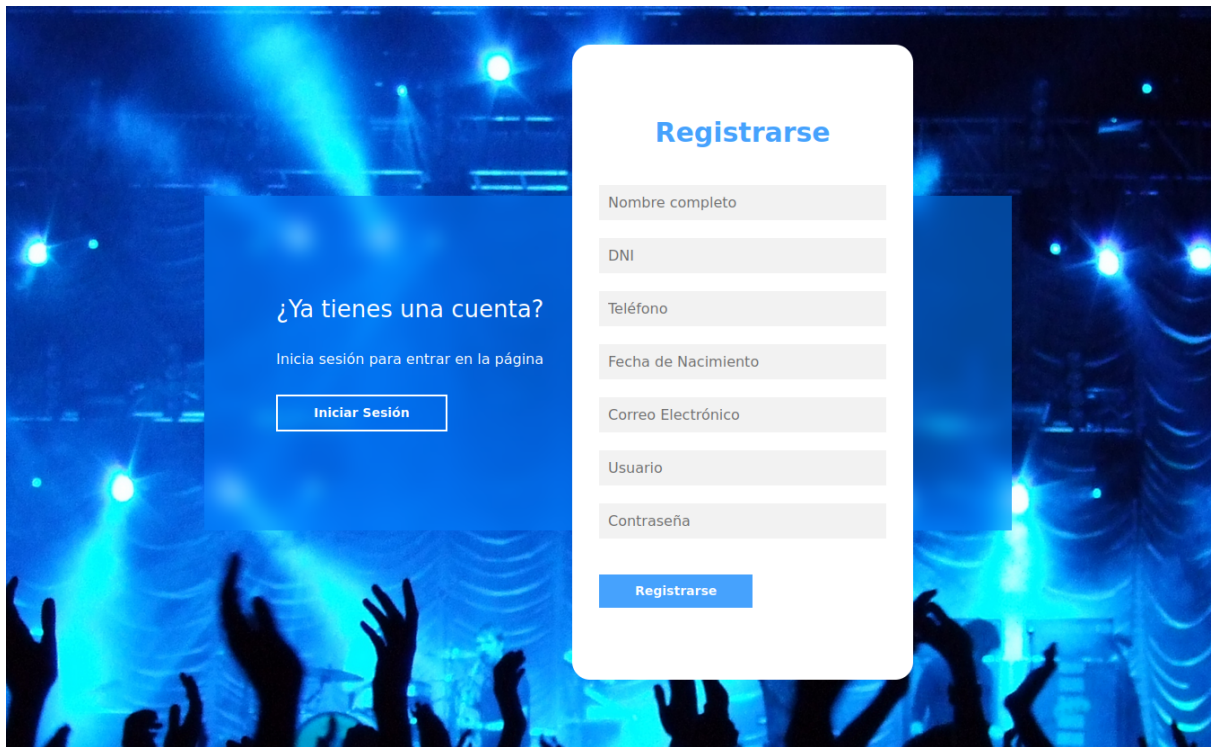 ¿Ya tienes una cuenta?
Inicia sesión para entrar en la página
Iniciar Sesión
Registrarse
Nombre completo
DNI
Teléfono
Fecha de Nacimiento
Correo Electrónico
Usuario
Contraseña
Registrarse